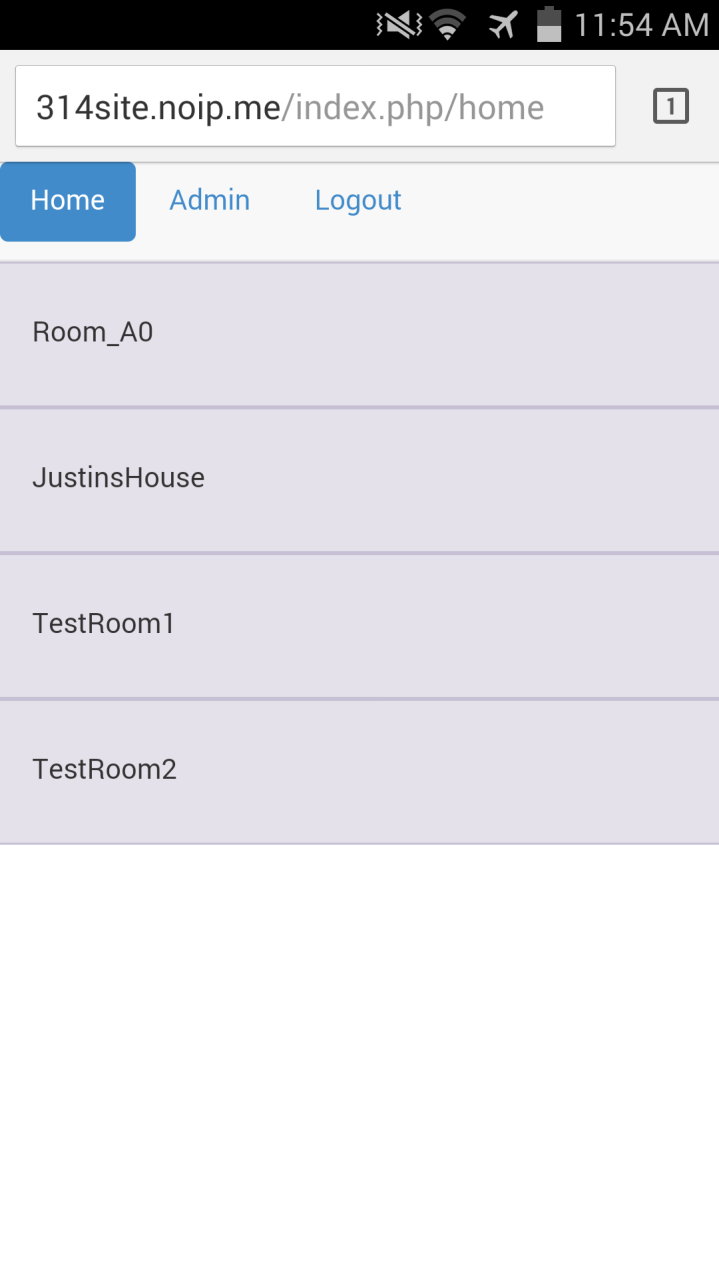 11:54 AM
314site.noip.me/index.php/home
1
Home Admin Logout
Room_A0
JustinsHouse
TestRoom1
TestRoom2